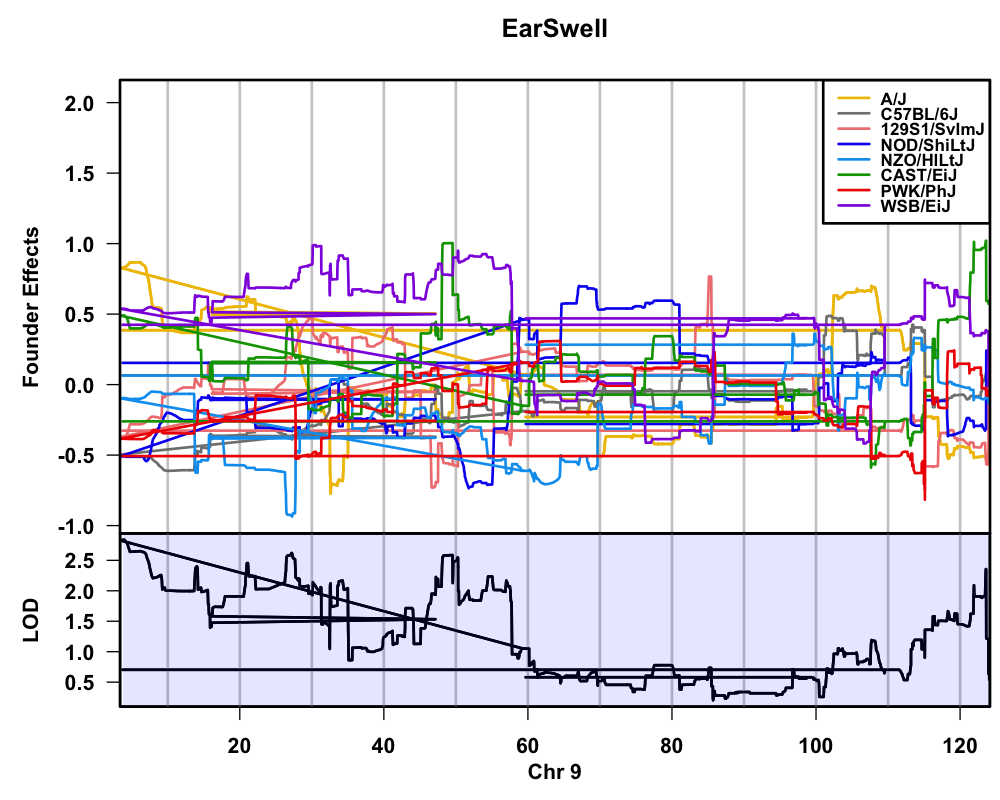 EarSwell
Founder Effects
2.0
1.5
1.0
0.5
0.0
-0.5
-1.0
A/J
C57BL/6J
129S1/SvImJ
NOD/ShiLtJ
NZO/HlLtJ
CAST/EiJ
PWK/PhJ
WSB/EiJ
LOD
2.5
2.0
1.5
1.0
0.5
20 40 60 80 100 120
Chr 9